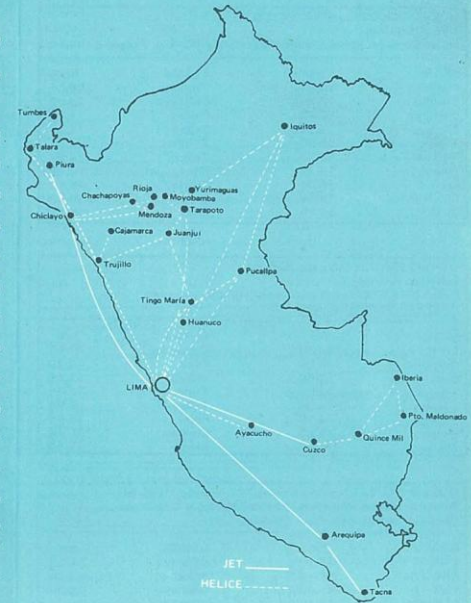 Tumbes
Iquitos
Talara
Piura
Yurimaguas
Rioja
Moyobamba
Chachapoyas
Mendoza
Tarapoto
Chiclayo
Cajamarca
Juanjui
Trujillo
Pucallpa
Tingo María
Huanuco
LIMA
Iberia
Pto. Maldonado
Ayacucho
Quince Mil
Cuzco
Arequipa
JET
HELICE
Tacna